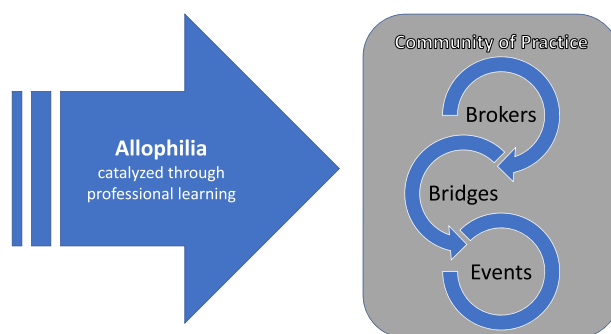 Allophilia
catalyzed through
professional learning
Community of Practice
Brokers
Bridges
Events